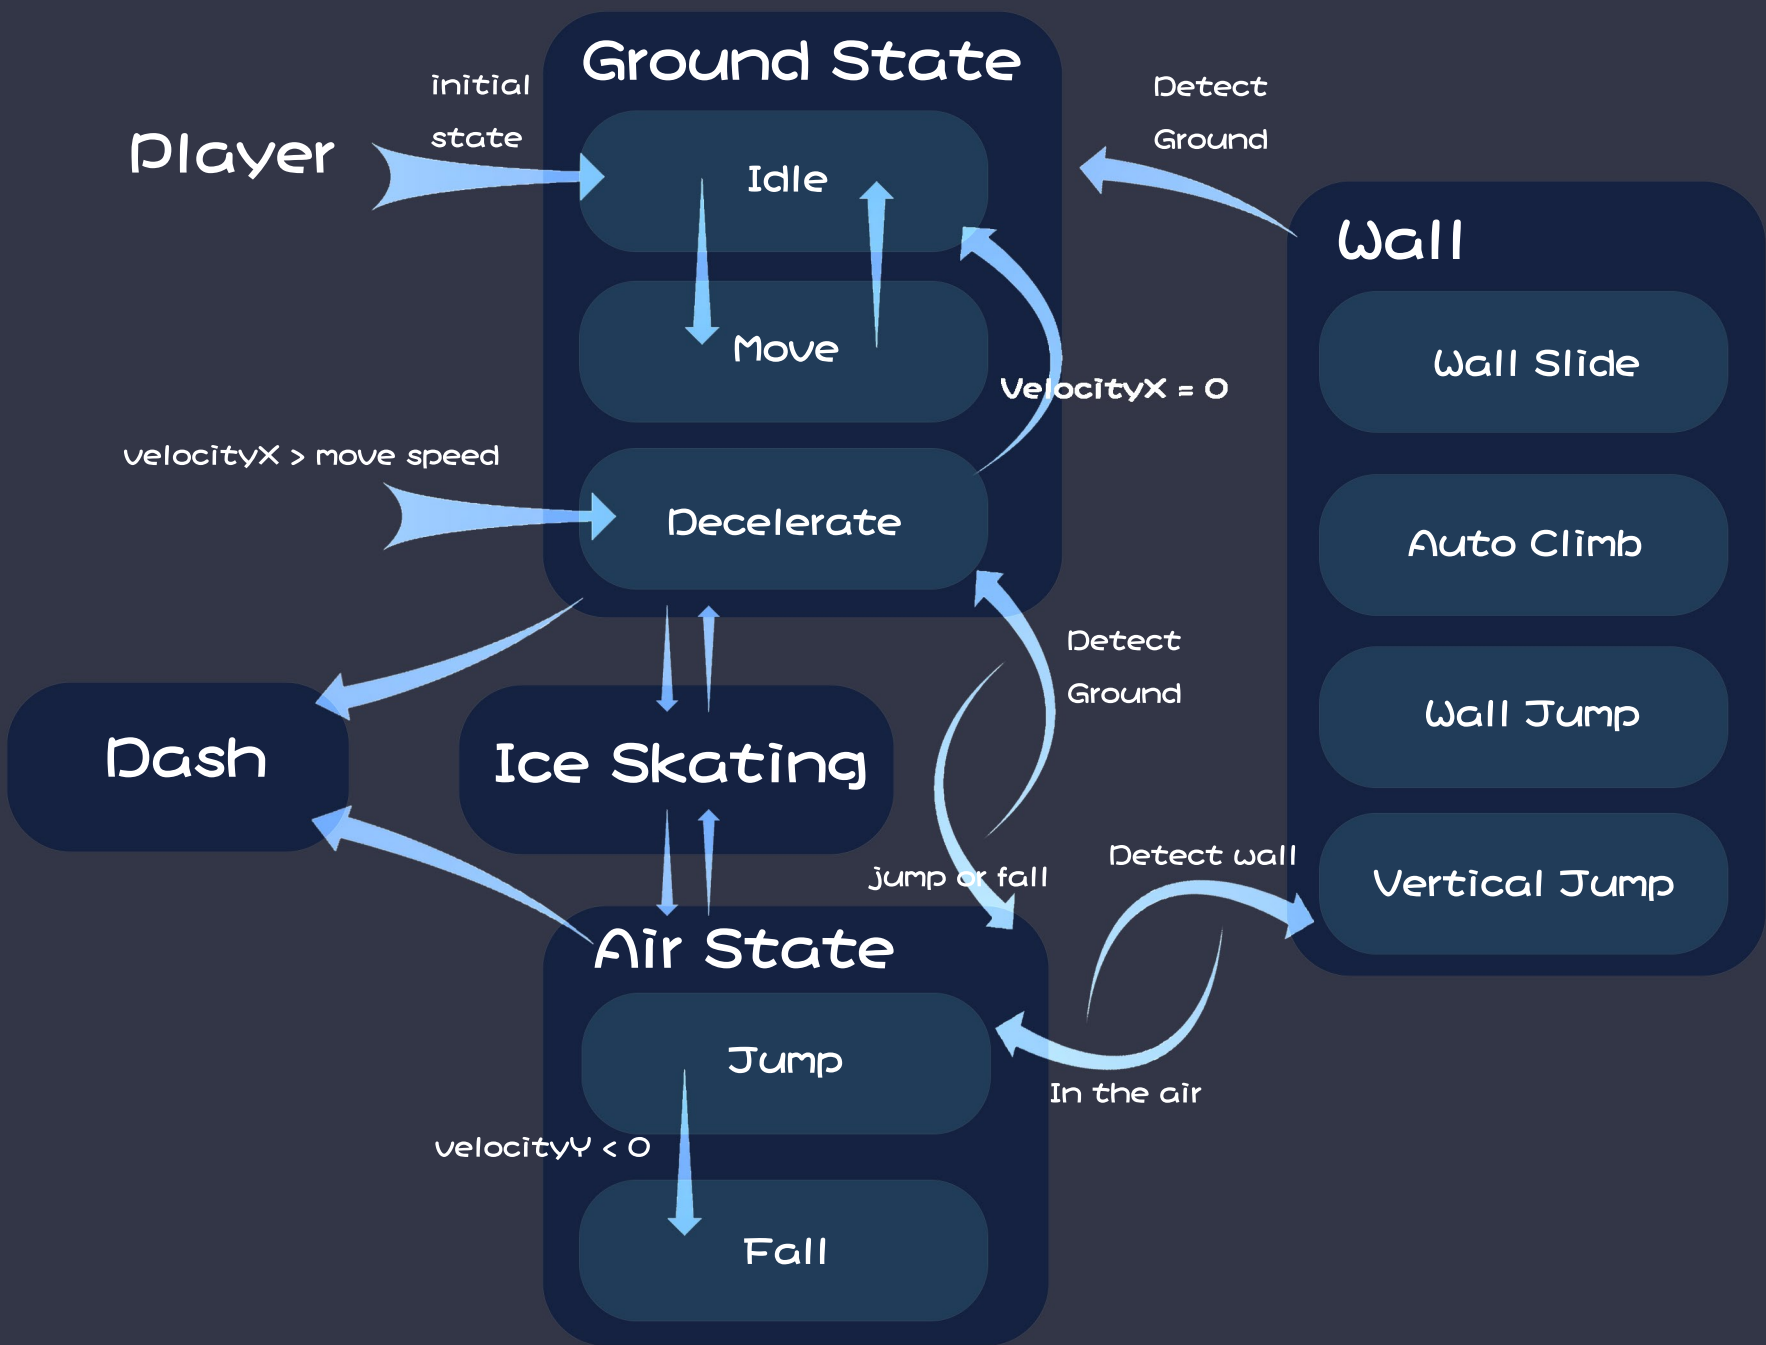 Ground State
initial
state
Player
Idle
Detect
Ground
Wall
Move
Wall Slide
VelocityX = 0
velocityX > move speed
Decelerate
Auto Climb
Detect
Ground
Wall Jump
Dash
Ice Skating
jump or fall
Detect wall
Vertical Jump
Air State
Jump
In the air
velocityY < 0
Fall